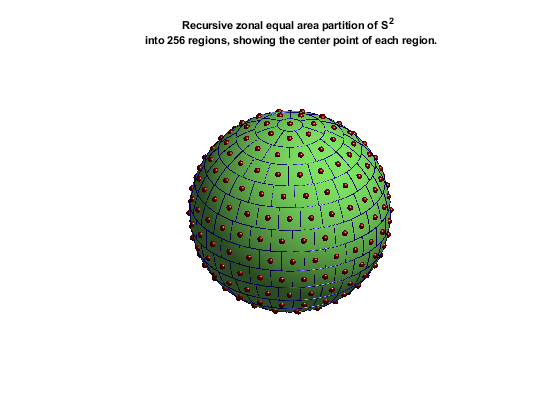 Recursive zonal equal area partition of S²
into 256 regions, showing the center point of each region.